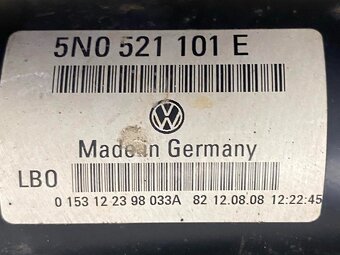 5N0 521 101 E
Made in Germany
LBO
0 153 12 23 98 033A 82 12.08.08 12:22:45